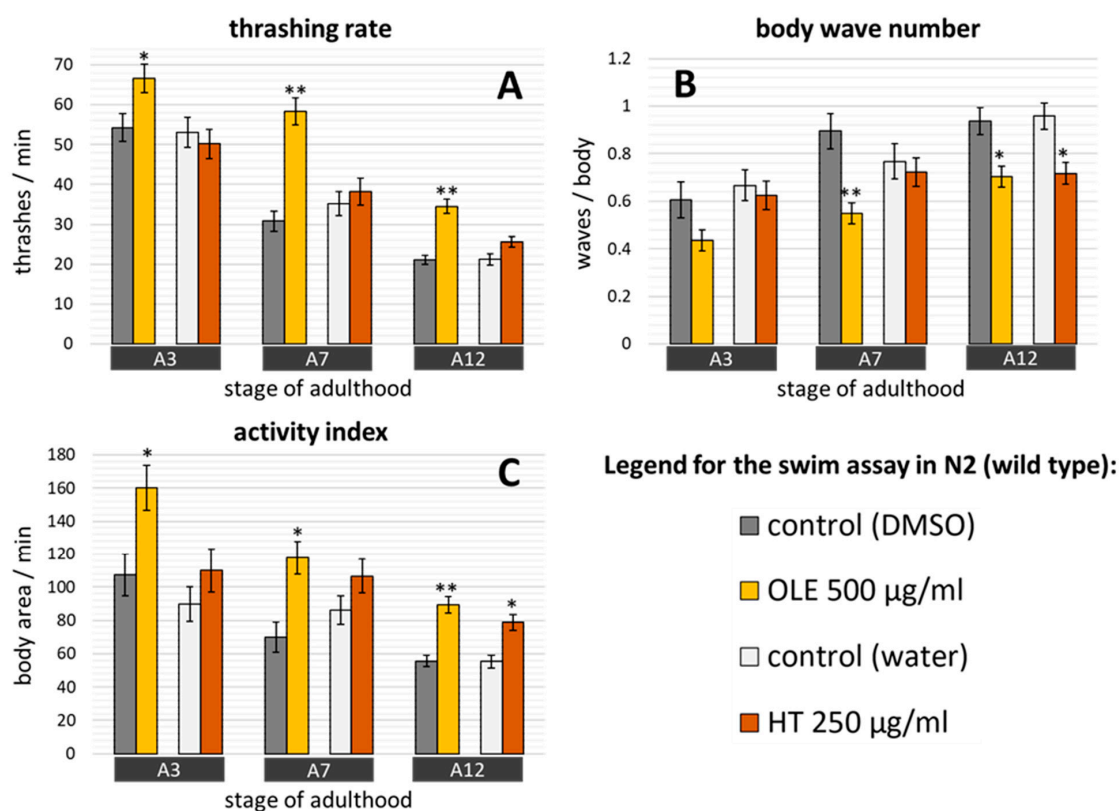 thrashing rate
A
thrashes / min
70
60
50
40
30
20
10
0
*
**
**
A3 A7 A12
stage of adulthood
body wave number
B
waves / body
1.2
1
0.8
0.6
0.4
0.2
0
**
*
*
A3 A7 A12
stage of adulthood
activity index
C
body area / min
180
160
140
120
100
80
60
40
20
0
*
*
**
*
A3 A7 A12
stage of adulthood
Legend for the swim assay in N2 (wild type):
control (DMSO)
OLE 500 µg/ml
control (water)
HT 250 µg/ml